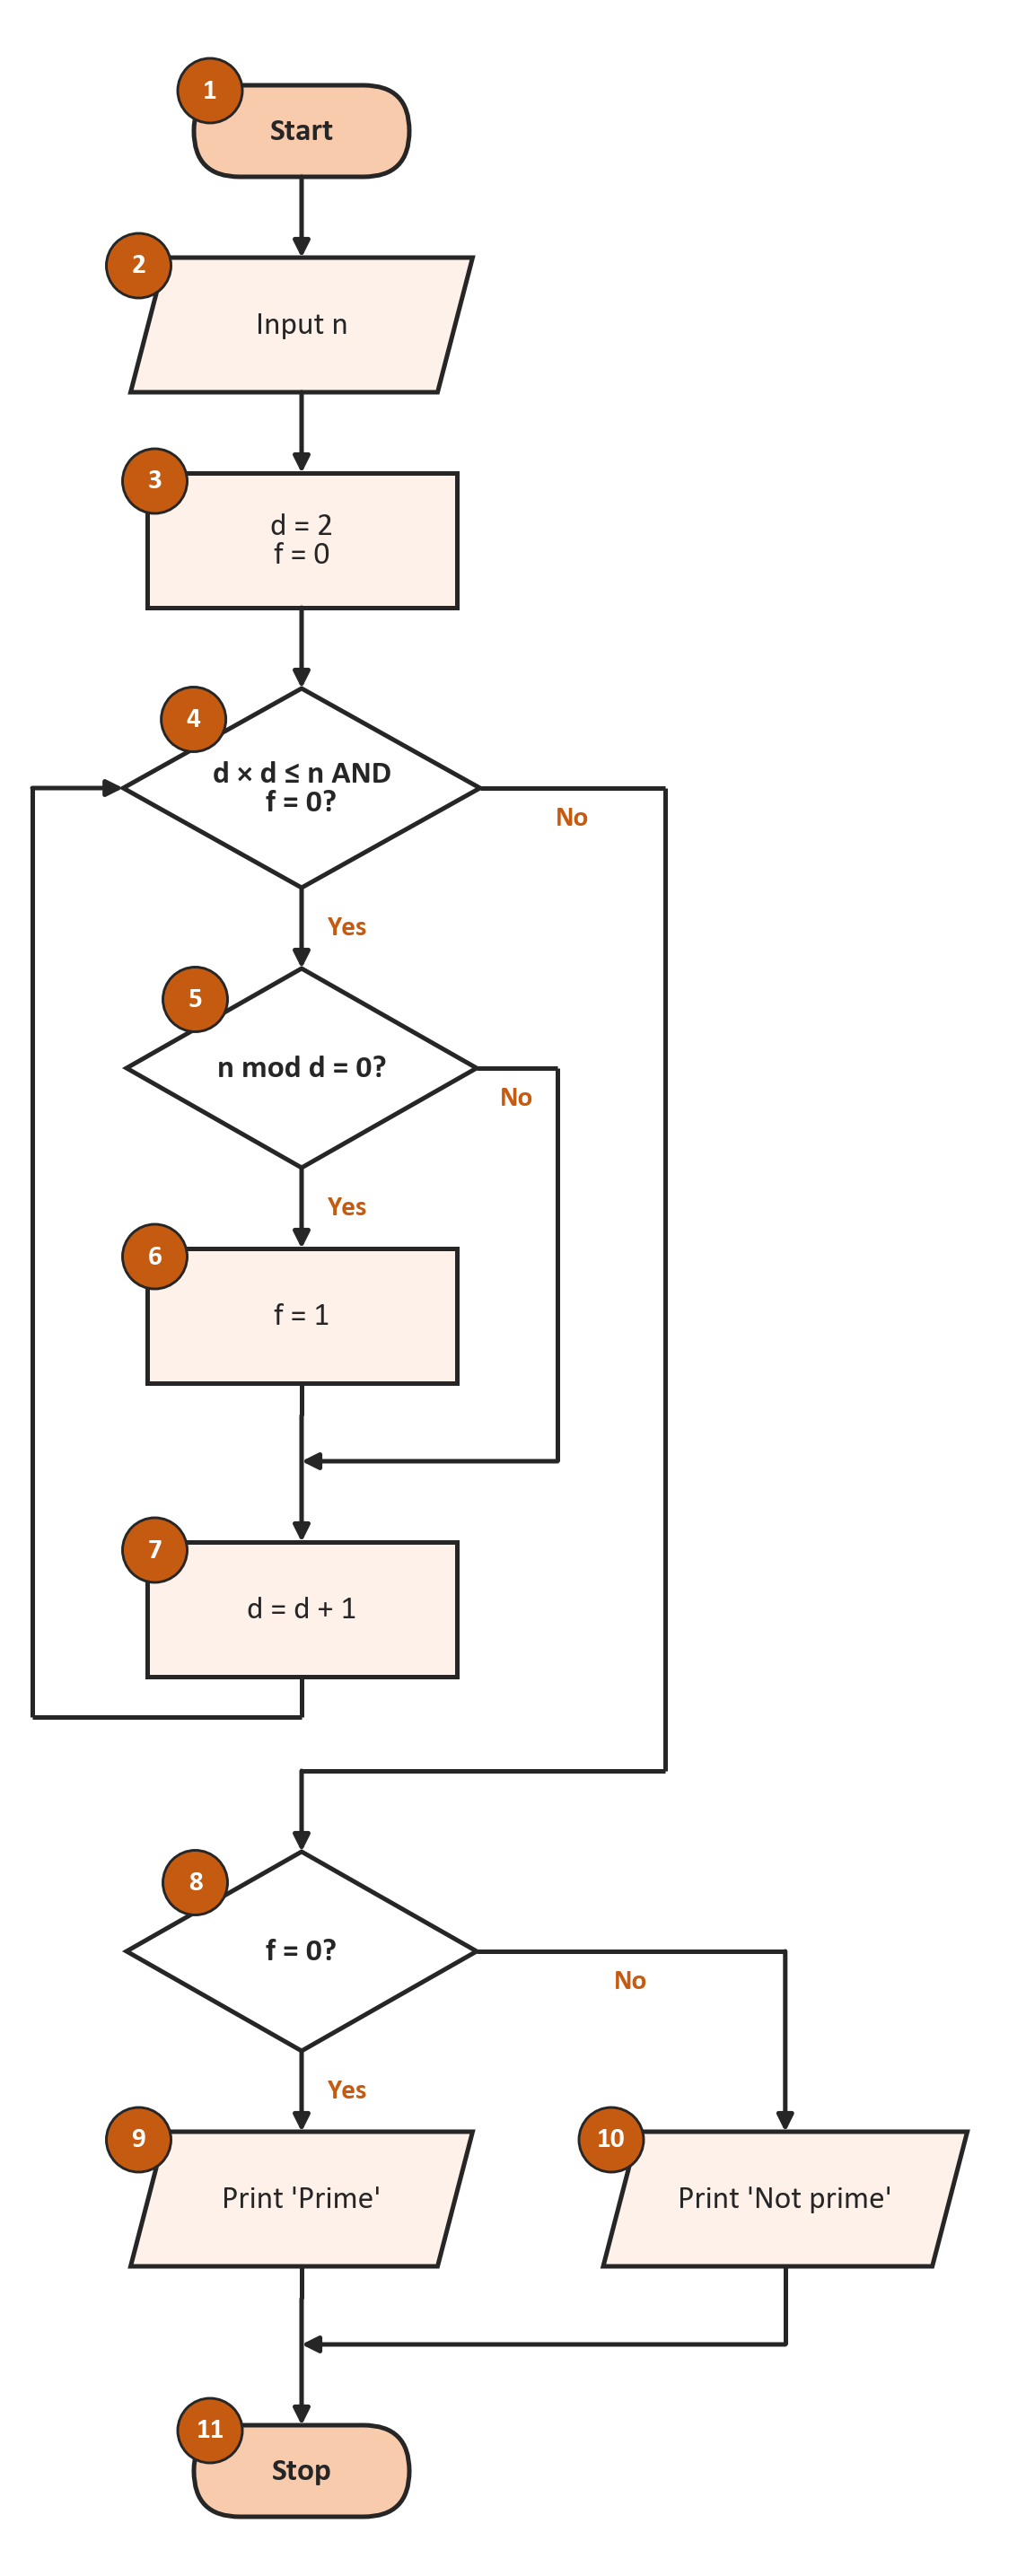 1
Start
2
Input n
3
d = 2
f = 0
4
d × d ≤ n AND
f = 0?
No
Yes
5
n mod d = 0?
No
Yes
6
f = 1
7
d = d + 1
8
f = 0?
No
Yes
9
Print 'Prime'
10
Print 'Not prime'
11
Stop